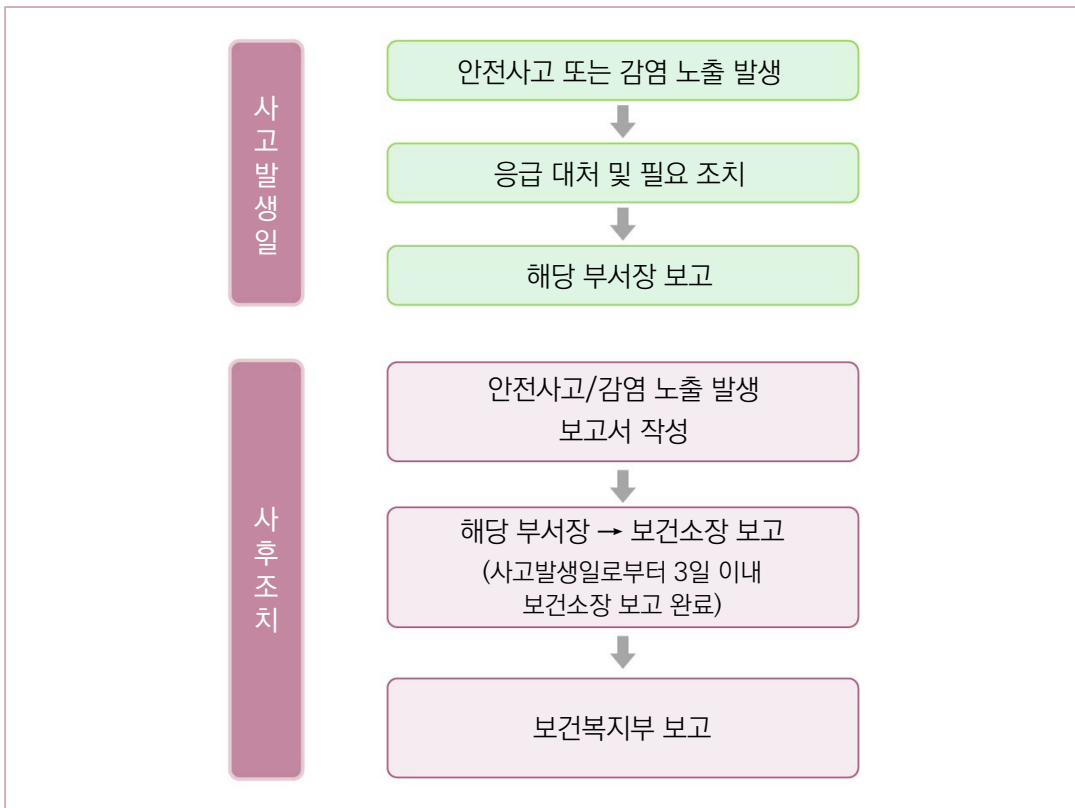 사고발생일
안전사고 또는 감염 노출 발생
응급 대처 및 필요 조치
해당 부서장 보고
사후조치
안전사고/감염 노출 발생
보고서 작성
해당 부서장 → 보건소장 보고
(사고발생일로부터 3일 이내
보건소장 보고 완료)
보건복지부 보고